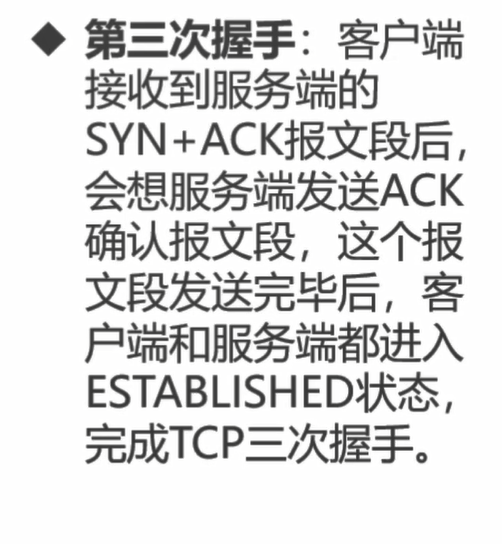 ◆ 第三次握手：客户端
接收到服务端的
SYN+ACK报文段后，
会想服务端发送ACK
确认报文段，这个报
文段发送完毕后，客
户端和服务端都进入
ESTABLISHED状态，
完成TCP三次握手。